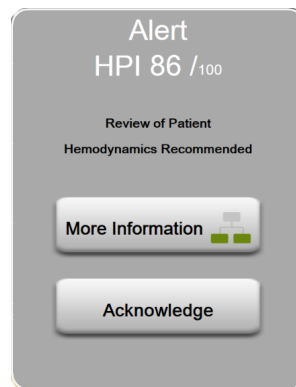 Alert
HPI 86 /100
Review of Patient
Hemodynamics Recommended
More Information
Acknowledge